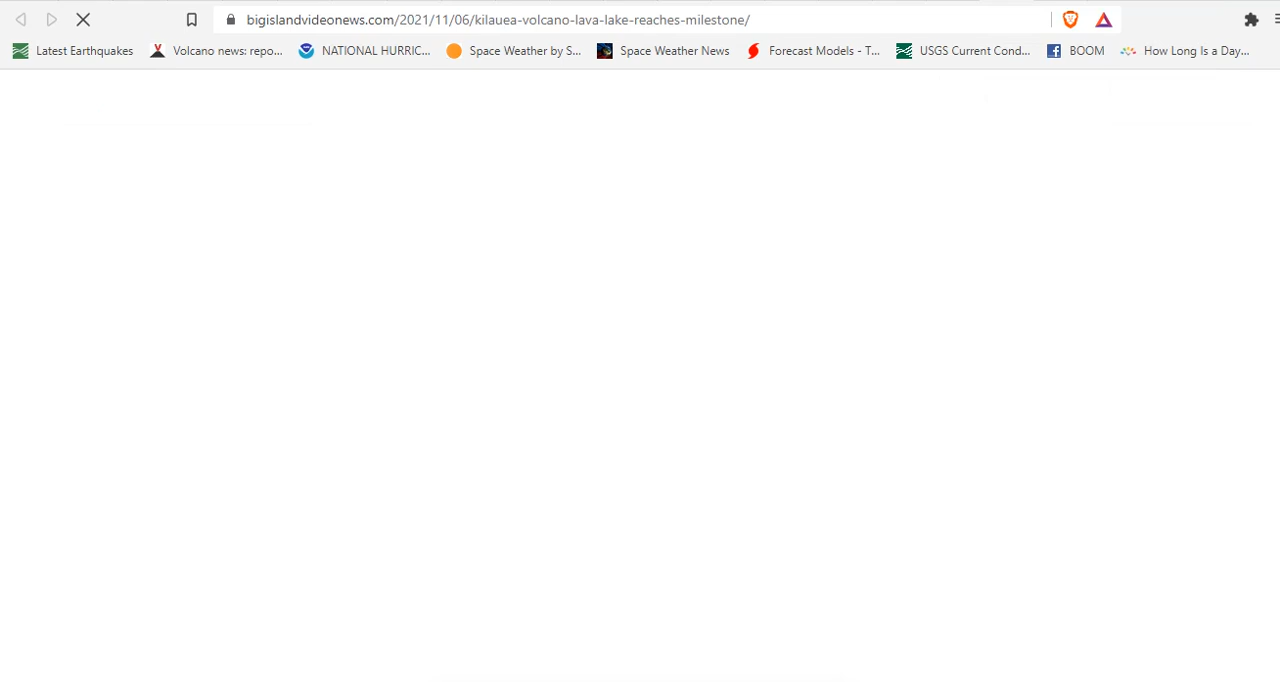 bigislandvideonews.com/2021/11/06/kilauea-volcano-lava-lake-reaches-milestone/
Latest Earthquakes Volcano news: repo... NATIONAL HURRIC... Space Weather by S... Space Weather News Forecast Models - T... USGS Current Cond... BOOM How Long Is a Day...